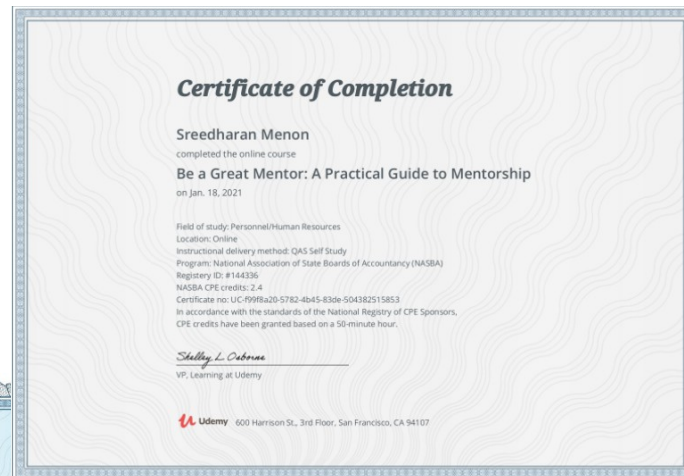 Certificate of Completion
Sreedharan Menon
completed the online course
Be a Great Mentor: A Practical Guide to Mentorship
on Jan. 18, 2021
Field of study: Personnel/Human Resources
Location: Online
Instructional delivery method: QAS Self Study
Program: National Association of State Boards of Accountancy (NASBA)
Registery ID: #144336
NASBA CPE credits: 2.4
Certificate no: UC-f99f8a20-5782-4b45-83de-504382515853
In accordance with the standards of the National Registry of CPE Sponsors,
CPE credits have been granted based on a 50-minute hour.
Shelley L. Osborne
VP, Learning at Udemy
Udemy 600 Harrison St., 3rd Floor, San Francisco, CA 94107